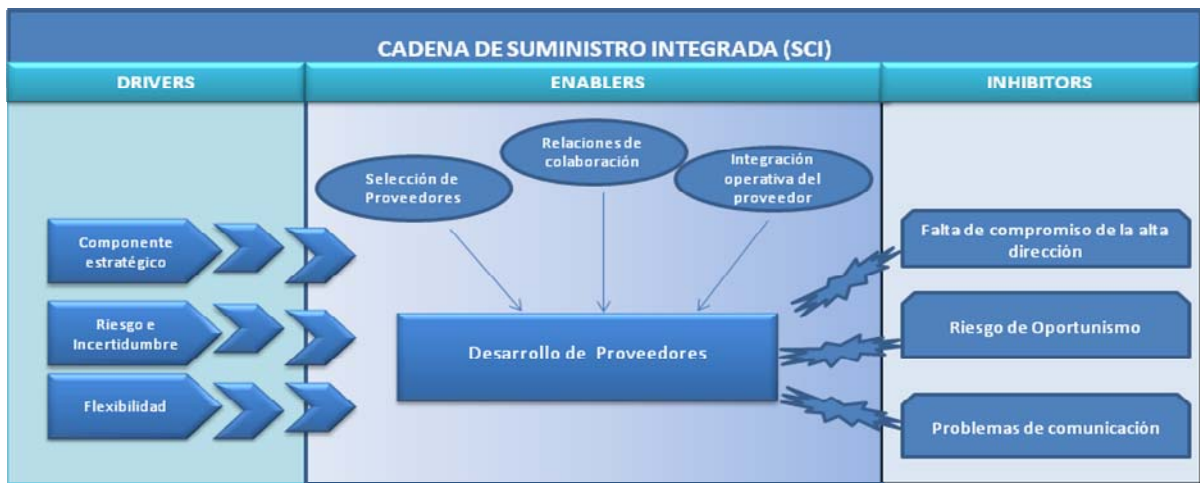 CADENA DE SUMINISTRO INTEGRADA (SCI)
DRIVERS
ENABLERS
INHIBITORS
Componente
estratégico
Riesgo e
Incertidumbre
Flexibilidad
Selección de
Proveedores
Relaciones de
colaboración
Integración
operativa del
proveedor
Desarrollo de Proveedores
Falta de compromiso de la alta
dirección
Riesgo de Oportunismo
Problemas de comunicación